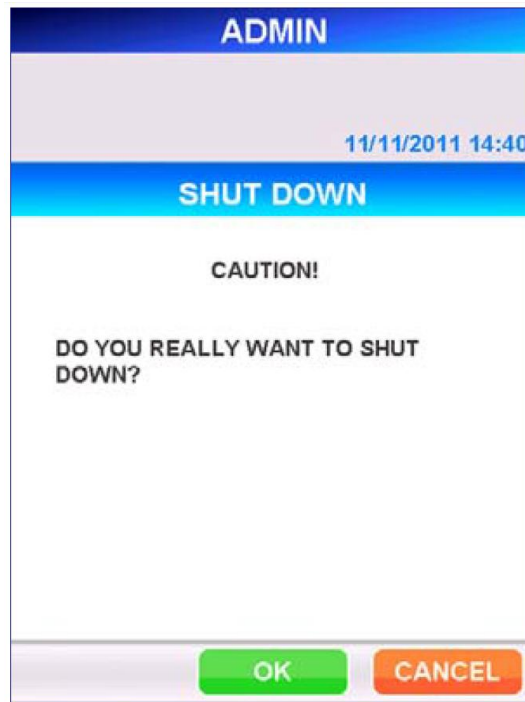 ADMIN
11/11/2011 14:40
SHUT DOWN
CAUTION!
DO YOU REALLY WANT TO SHUT
DOWN?
OK
CANCEL